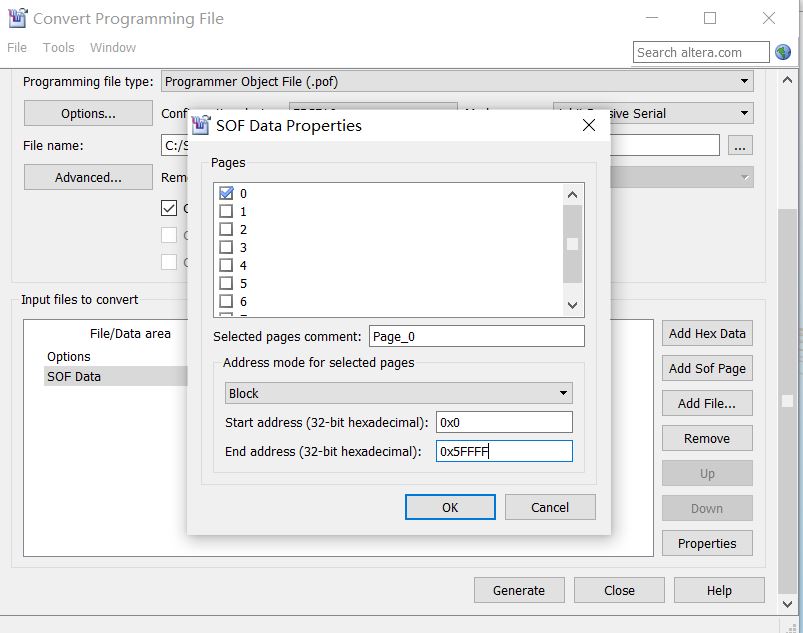 Convert Programming File
File Tools Window
Search altera.com
Programming file type: Programmer Object File (.pof)
Options...
Serial
File name: C:/S
...
Advanced...
SOF Data Properties
Pages
0
1
2
3
4
5
6
Selected pages comment: Page_0
Address mode for selected pages
Block
Start address (32-bit hexadecimal): 0x0
End address (32-bit hexadecimal): 0x5FFFF
OK Cancel
Input files to convert
File/Data area
Options
SOF Data
Add Hex Data
Add Sof Page
Add File...
Remove
Up
Down
Properties
Generate Close Help